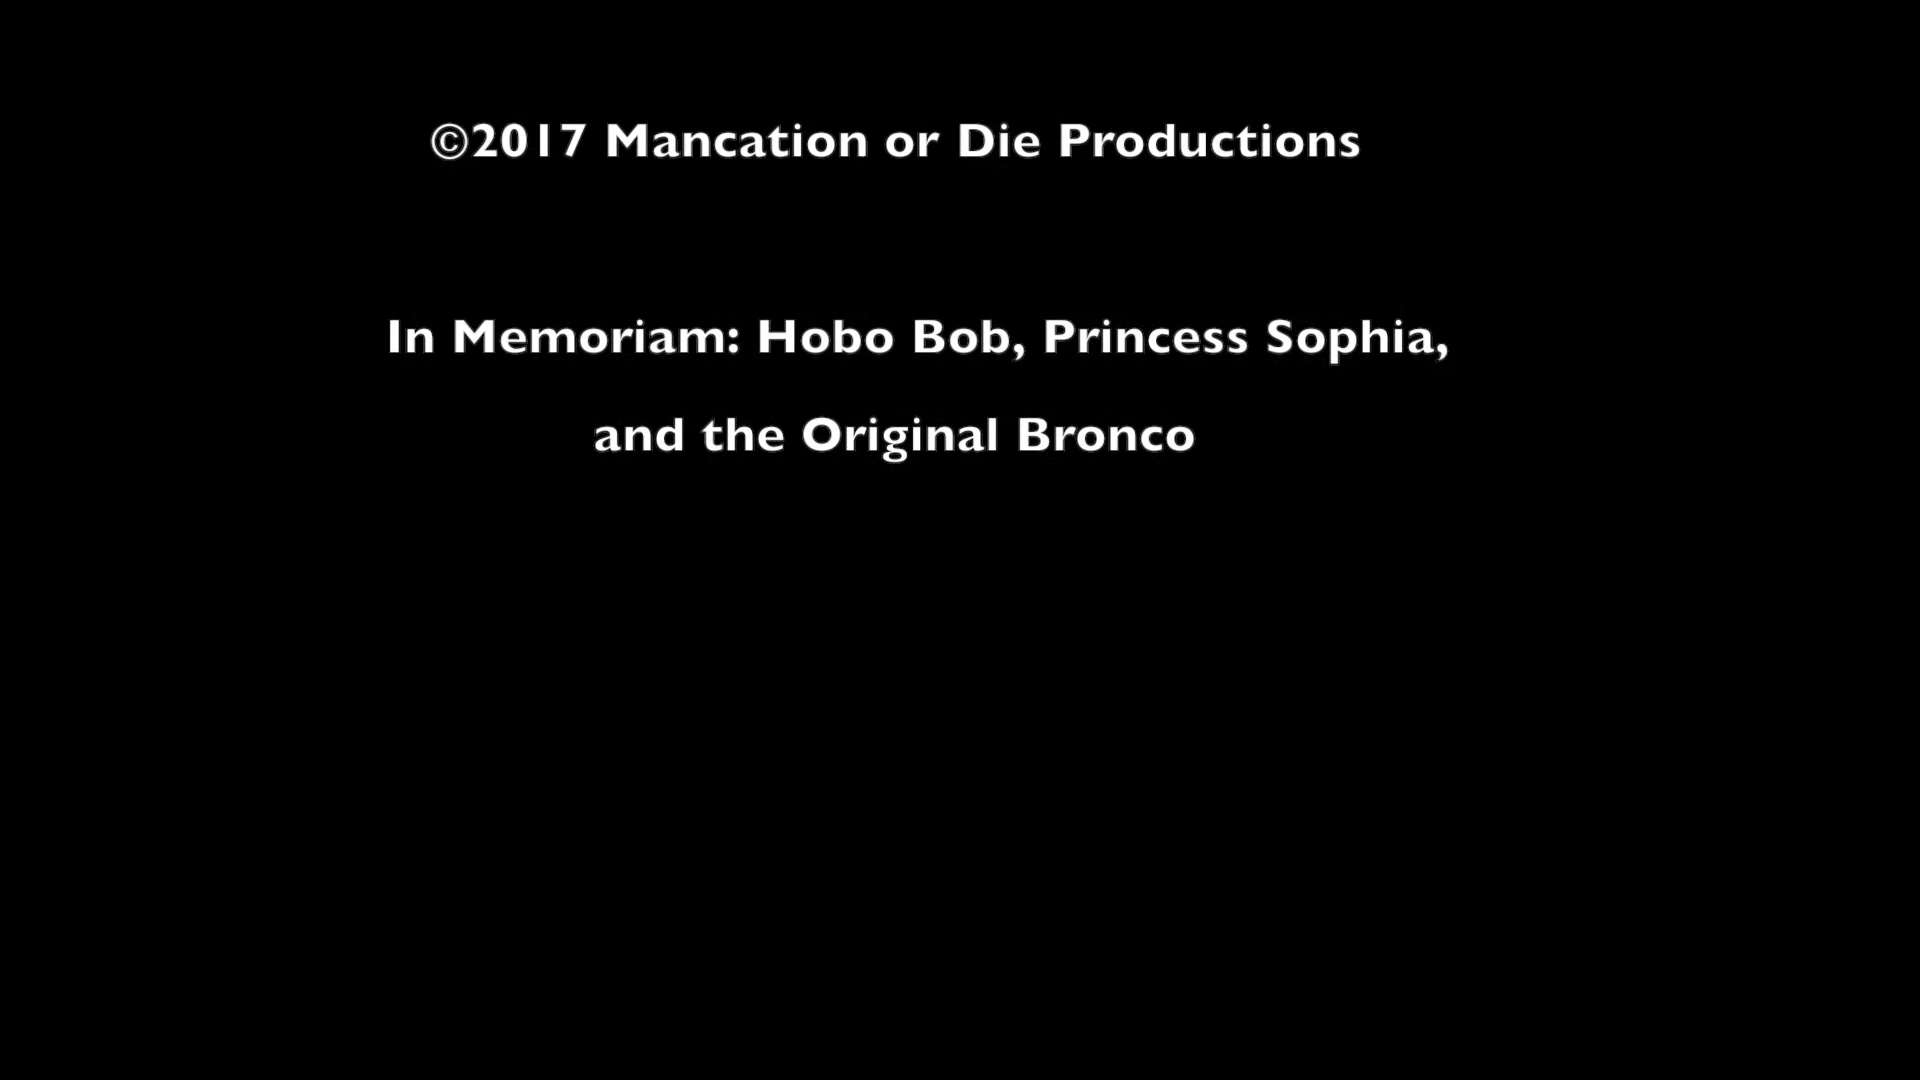 ©2017 Mancation or Die Productions
In Memoriam: Hobo Bob, Princess Sophia,
and the Original Bronco